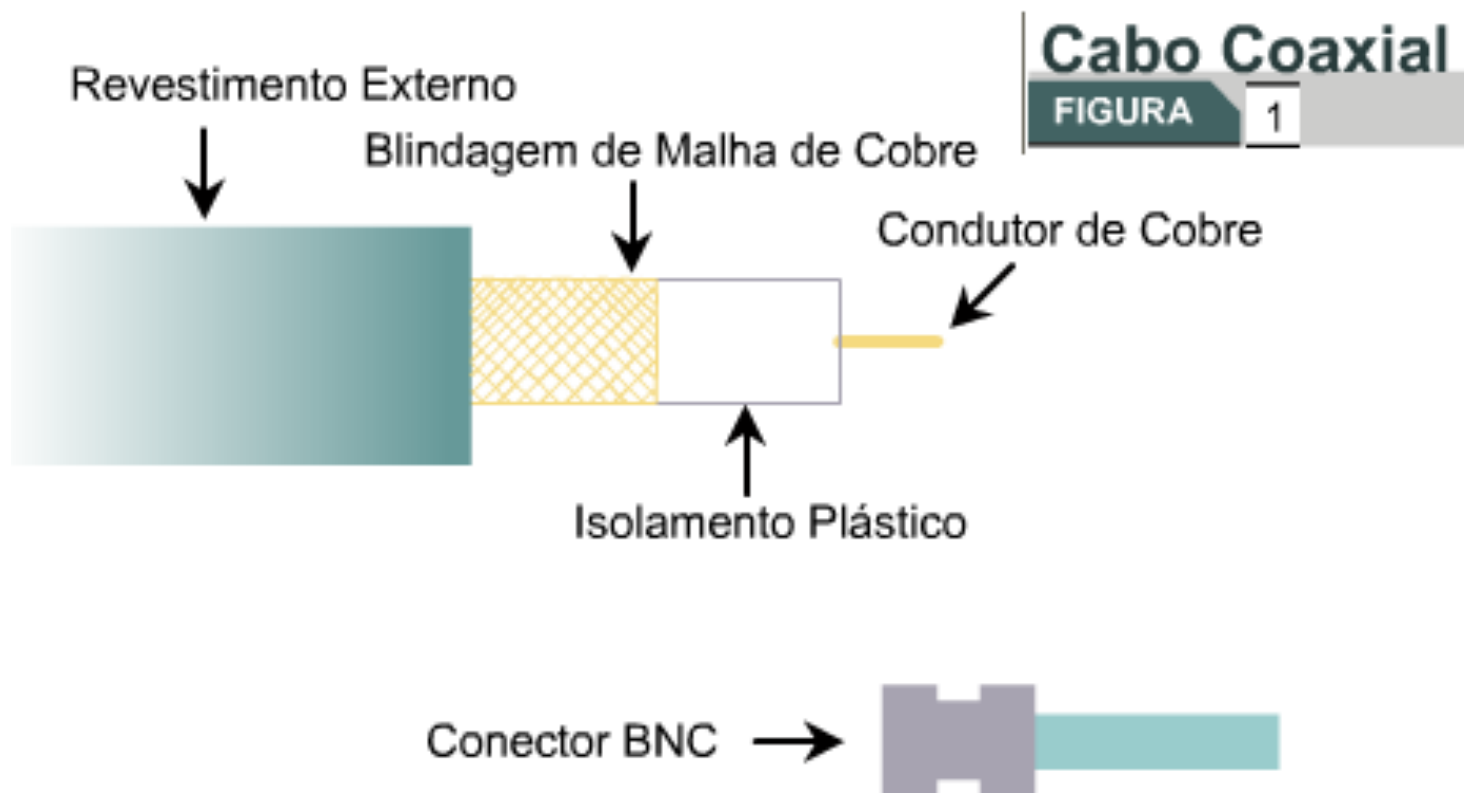 Cabo Coaxial
FIGURA 1
Revestimento Externo
Blindagem de Malha de Cobre
Condutor de Cobre
Isolamento Plástico
Conector BNC